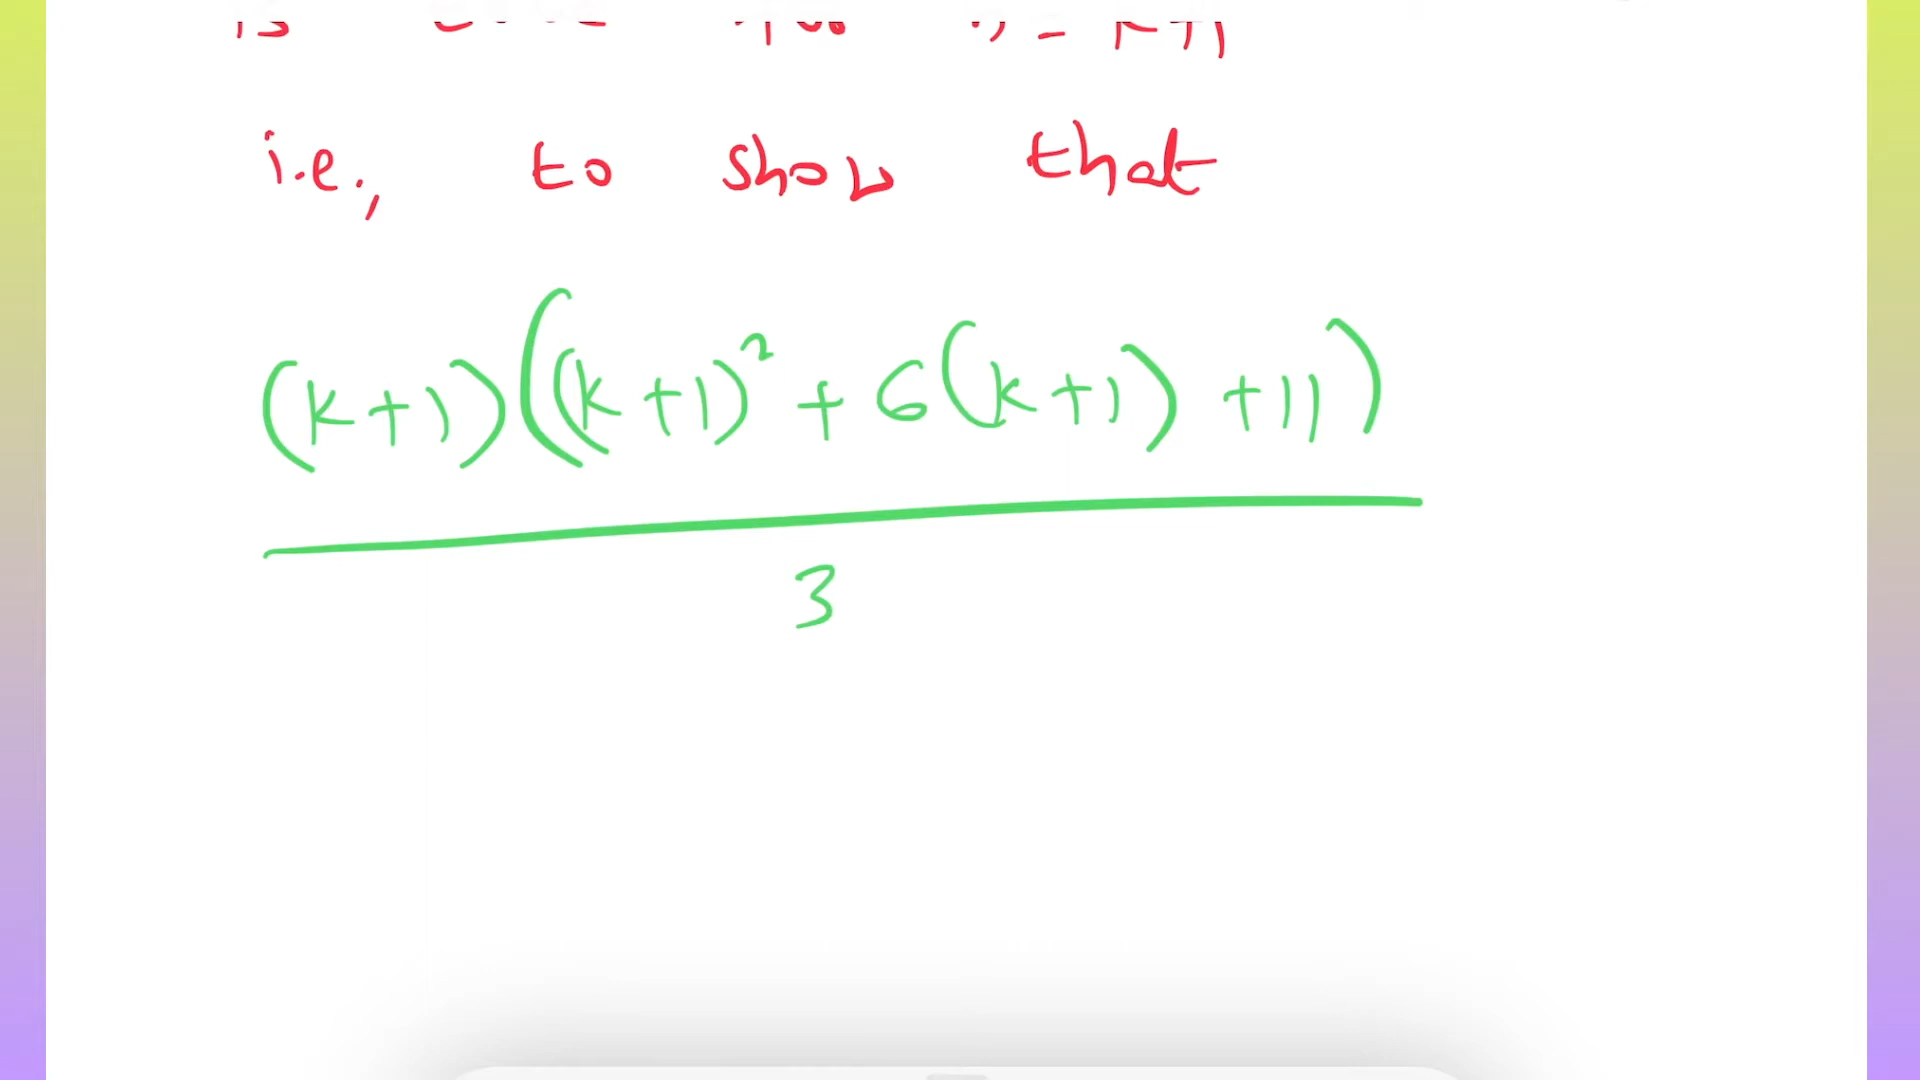 i.e., to show that
(k+1)((k+1)² + 6(k+1) + 11)
3